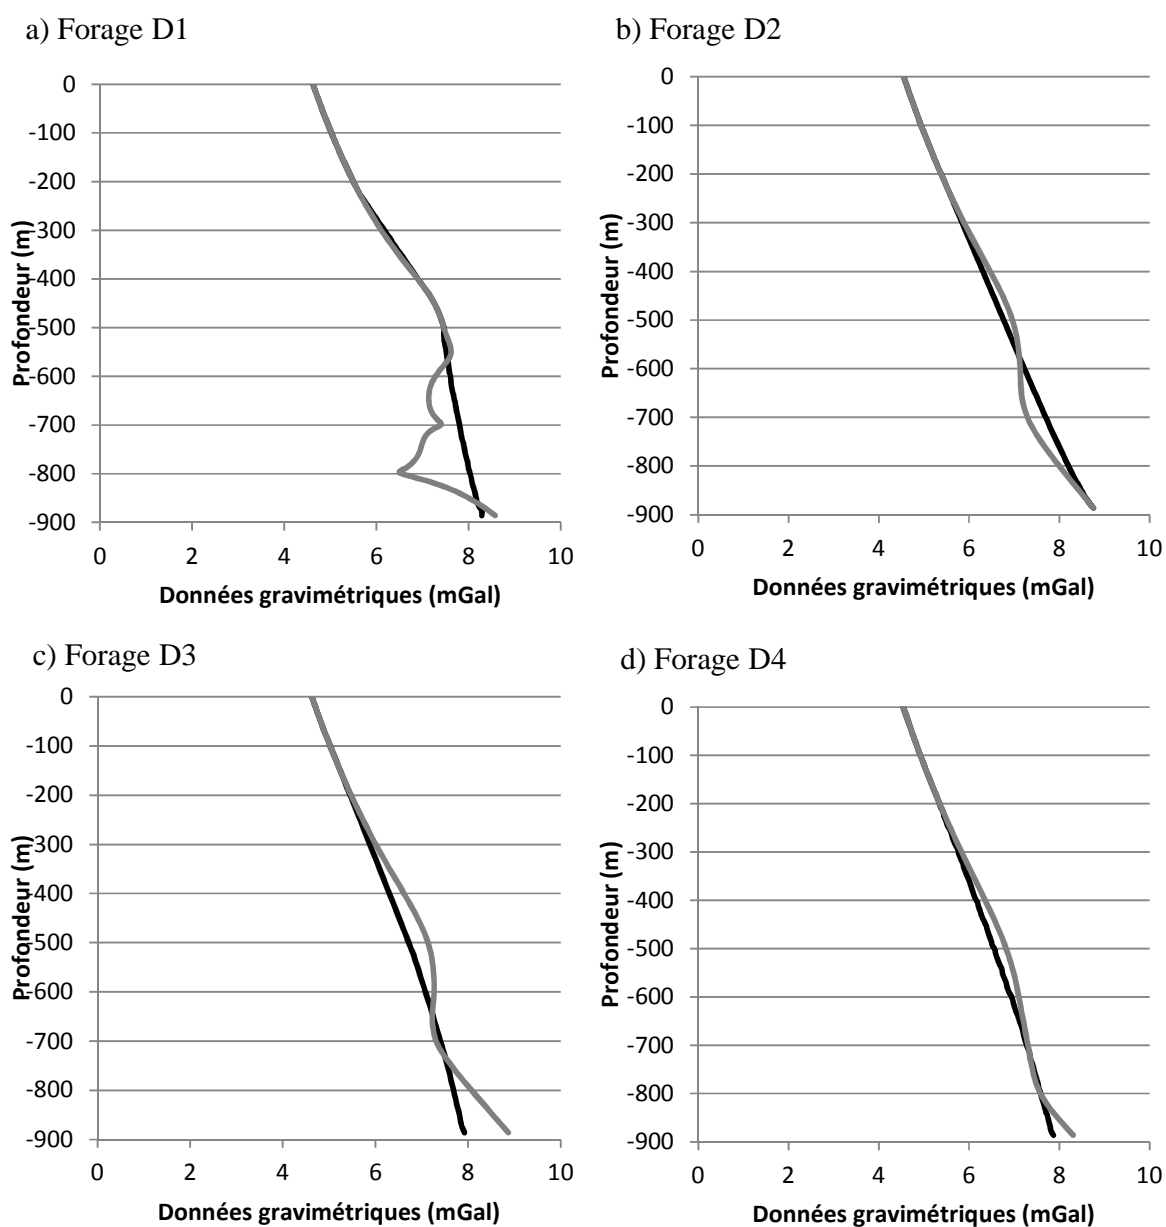 a) Forage D1
0
-100
-200
-300
-400
-500
-600
-700
-800
-900
Profondeur (m)
0 2 4 6 8 10
Données gravimétriques (mGal)
b) Forage D2
0
-100
-200
-300
-400
-500
-600
-700
-800
-900
Profondeur (m)
0 2 4 6 8 10
Données gravimétriques (mGal)
c) Forage D3
0
-100
-200
-300
-400
-500
-600
-700
-800
-900
Profondeur (m)
0 2 4 6 8 10
Données gravimétriques (mGal)
d) Forage D4
0
-100
-200
-300
-400
-500
-600
-700
-800
-900
Profondeur (m)
0 2 4 6 8 10
Données gravimétriques (mGal)